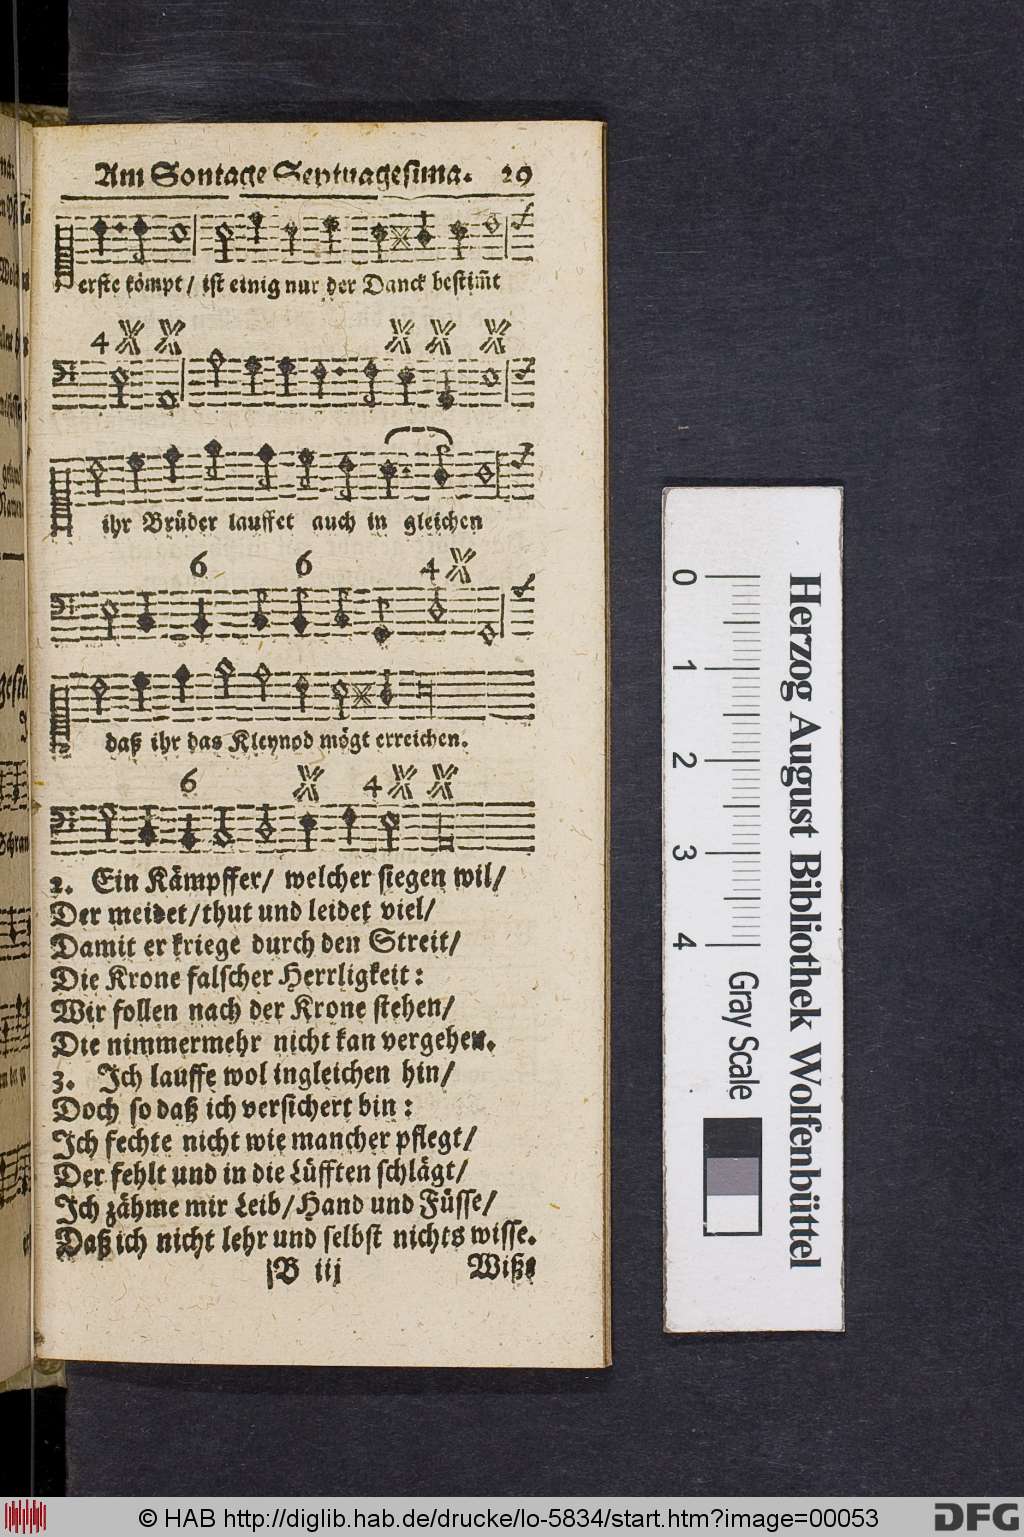 Am Sontage Septuagesima. 29
erste kömpt / ist einig nur der Danck bestim̃t
4
ihr Brüder lauffet auch in gleichen
6 6 4
daß ihr das Kleynod mögt erreichen.
6 4
2. Ein Kämpffer / welcher siegen wil /
Der meidet / thut und leidet viel /
Damit er kriege durch den Streit /
Die Krone falscher Herrligkeit :
Wir sollen nach der Krone stehen /
Die nimmermehr nicht kan vergehen.
3. Ich lauffe wol ingleichen hin /
Doch so daß ich versichert bin :
Ich fechte nicht wie mancher pflegt /
Der fehlt und in die Lüfften schlägt /
Ich zähme mir Leib / Hand und Füsse /
Daß ich nicht lehr und selbst nichts wisse.
B iij Wiß-
0 1 2 3 4
Gray Scale
Herzog August Bibliothek Wolfenbüttel
© HAB http://diglib.hab.de/drucke/lo-5834/start.htm?image=00053
DFG